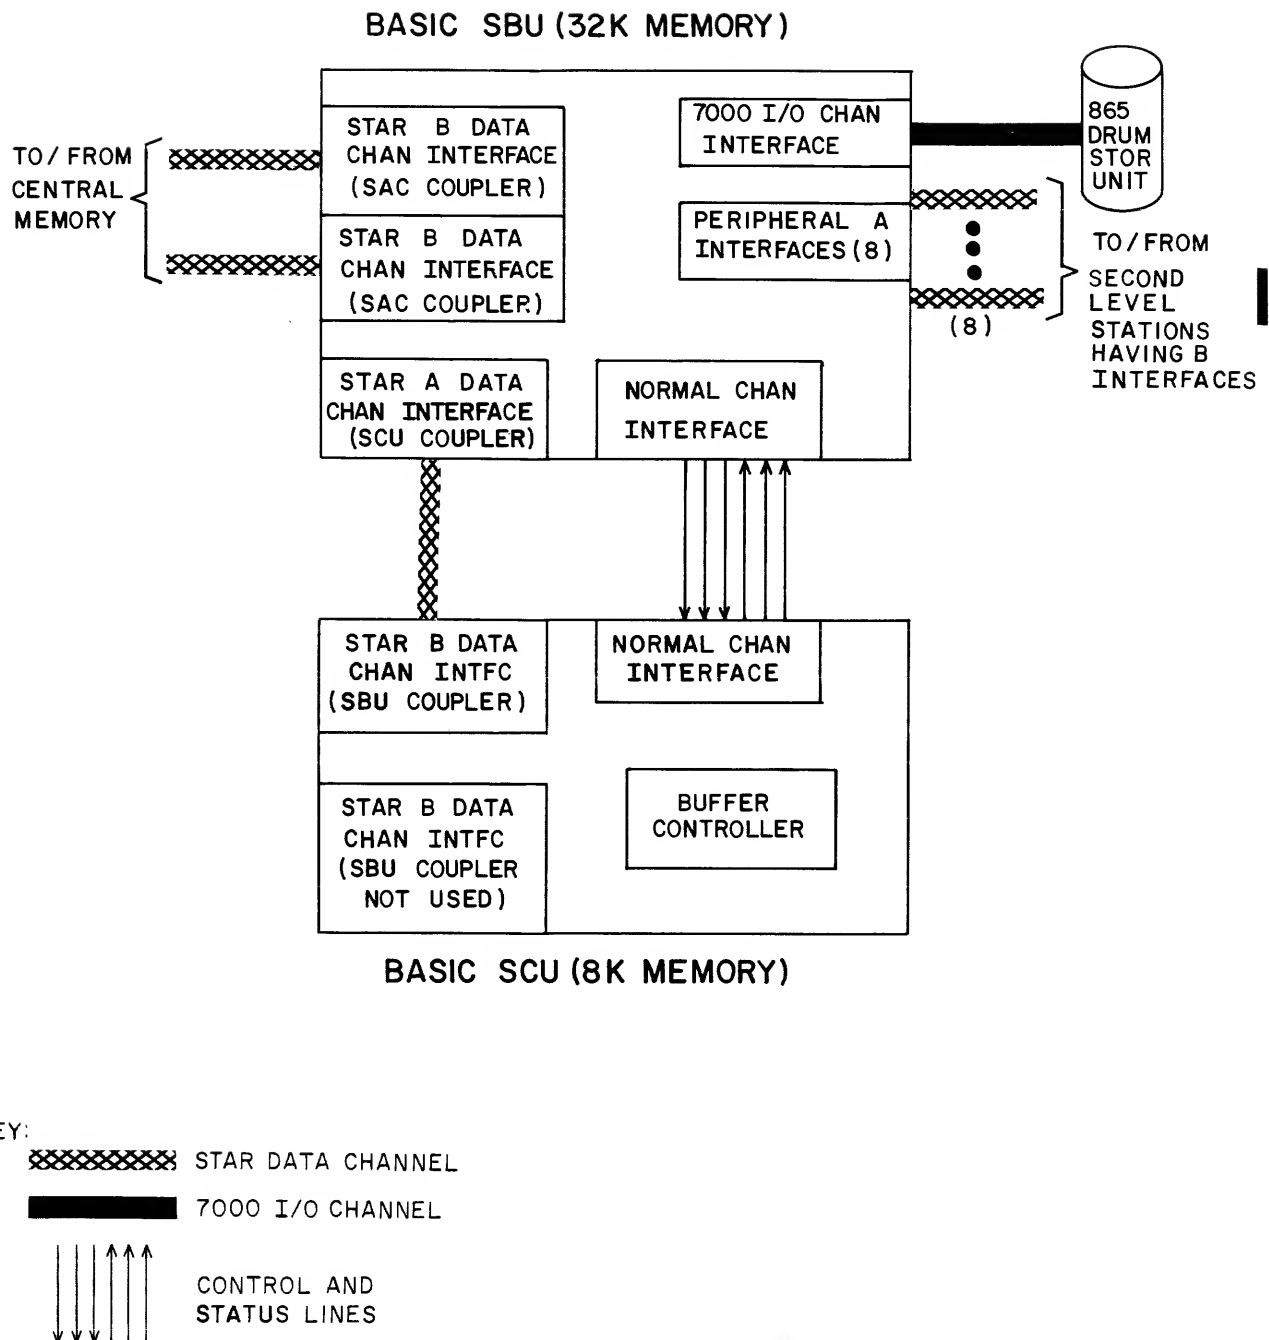 BASIC SBU (32K MEMORY)
STAR B DATA
CHAN INTERFACE
(SAC COUPLER)
STAR B DATA
CHAN INTERFACE
(SAC COUPLER)
TO/FROM
CENTRAL
MEMORY
7000 I/O CHAN
INTERFACE
865
DRUM
STOR
UNIT
PERIPHERAL A
INTERFACES (8)
(8)
TO/FROM
SECOND
LEVEL
STATIONS
HAVING B
INTERFACES
STAR A DATA
CHAN INTERFACE
(SCU COUPLER)
NORMAL CHAN
INTERFACE
STAR B DATA
CHAN INTFC
(SBU COUPLER)
NORMAL CHAN
INTERFACE
STAR B DATA
CHAN INTFC
(SBU COUPLER
NOT USED)
BUFFER
CONTROLLER
BASIC SCU (8K MEMORY)
EY:
STAR DATA CHANNEL
7000 I/O CHANNEL
CONTROL AND
STATUS LINES